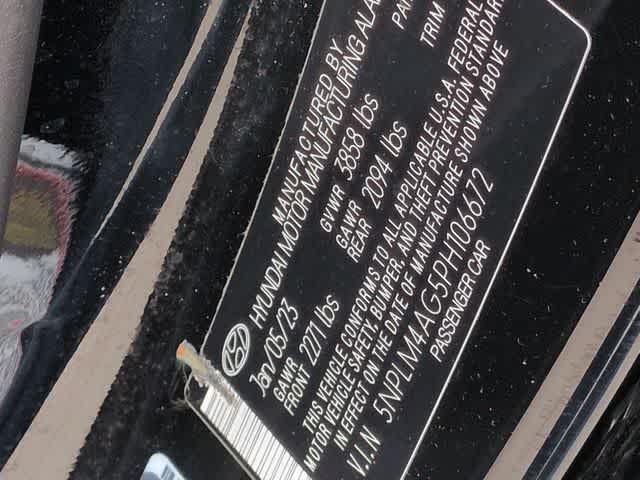 MANUFACTURED BY
HYUNDAI MOTOR MANUFACTURING ALA
Jan/05/23 GVWR 3858 lbs PA
GAWR FRONT 2271 lbs GAWR REAR 2094 lbs TRIM
THIS VEHICLE CONFORMS TO ALL APPLICABLE U.S.A. FEDERAL
MOTOR VEHICLE SAFETY, BUMPER, AND THEFT PREVENTION STANDAR
IN EFFECT ON THE DATE OF MANUFACTURE SHOWN ABOVE
V.I.N 5NPLM4AG5PH106672
PASSENGER CAR